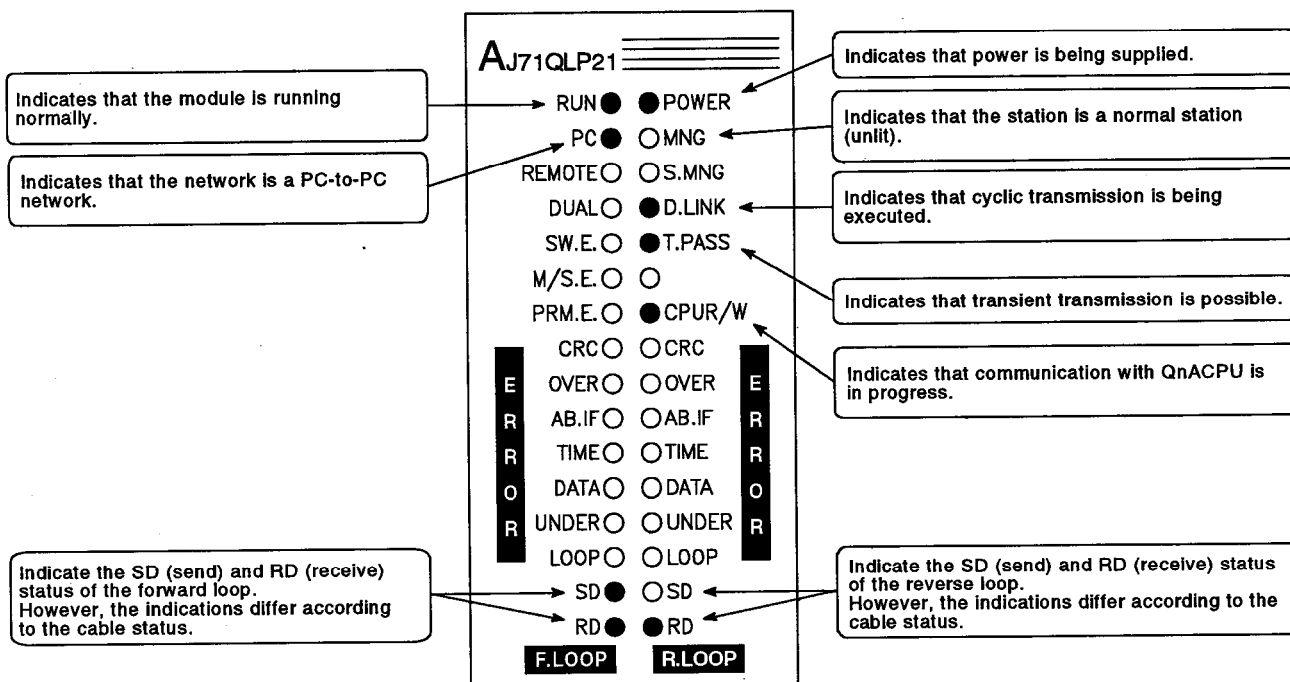 AJ71QLP21
Indicates that the module is running
normally.
Indicates that the network is a PC-to-PC
network.
Indicates that power is being supplied.
Indicates that the station is a normal station
(unlit).
Indicates that cyclic transmission is being
executed.
Indicates that transient transmission is possible.
Indicates that communication with QnACPU is
in progress.
RUN POWER
PC MNG
REMOTE S.MNG
DUAL D.LINK
SW.E. T.PASS
M/S.E.
PRM.E. CPUR/W
CRC CRC
OVER OVER
AB.IF AB.IF
TIME TIME
DATA DATA
UNDER UNDER
LOOP LOOP
SD SD
RD RD
ERROR
ERROR
F.LOOP R.LOOP
Indicate the SD (send) and RD (receive)
status of the forward loop.
However, the indications differ according
to the cable status.
Indicate the SD (send) and RD (receive) status
of the reverse loop.
However, the indications differ according to the
cable status.